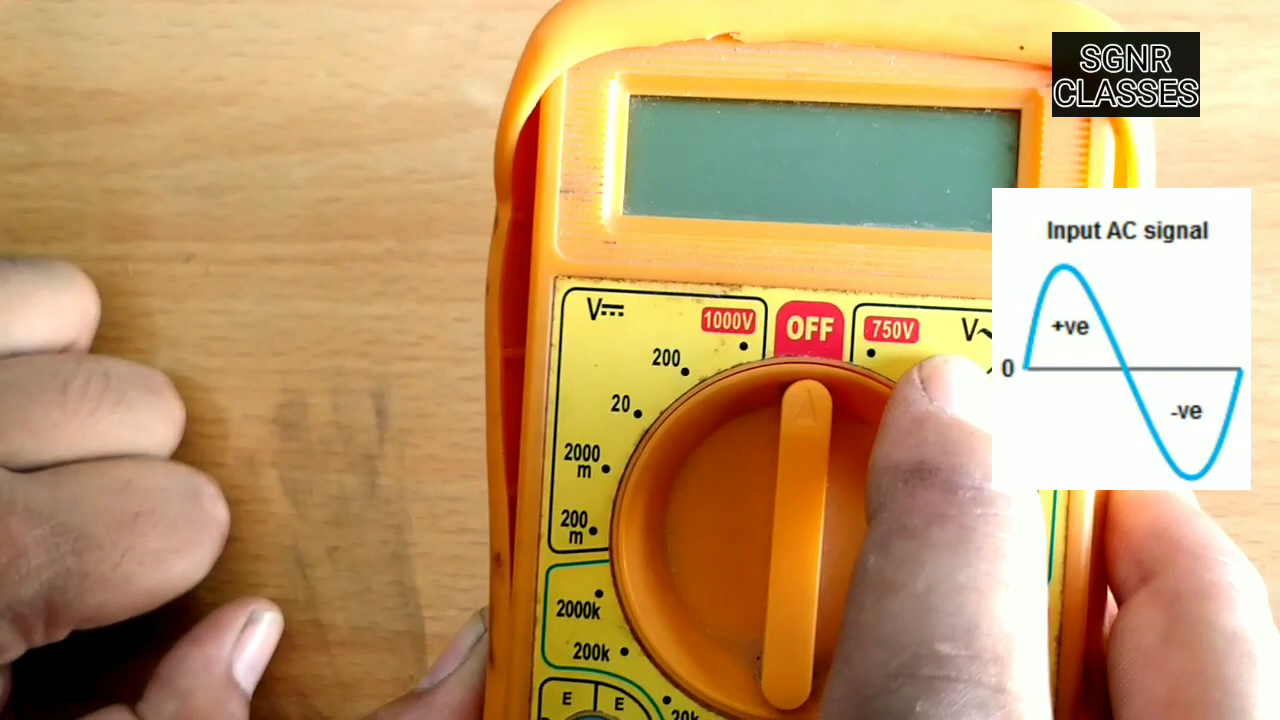 SGNR
CLASSES
Input AC signal
+ve
0
-ve
V
1000V
OFF
750V
V~
200
20
2000
m
200
m
2000k
200k
20k
E
E